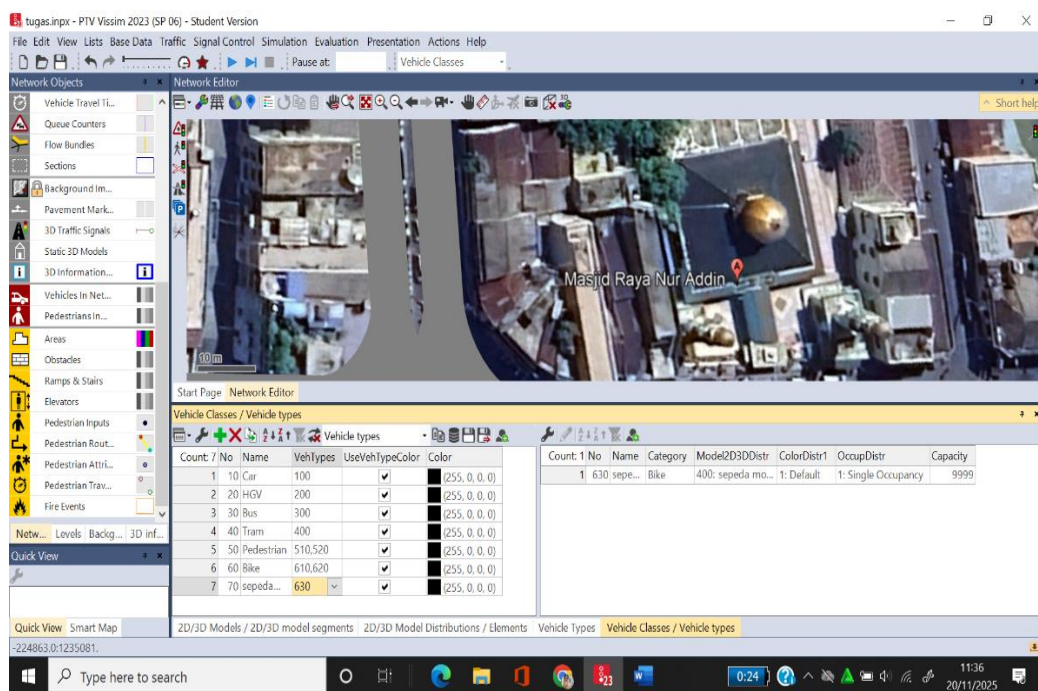 tugas.inpx - PTV Vissim 2023 (SP 06) - Student Version
File Edit View Lists Base Data Traffic Signal Control Simulation Evaluation Presentation Actions Help
Pause at: Vehicle Classes
Network Objects
Network Editor
Short help
Vehicle Travel Ti...
Queue Counters
Flow Bundles
Sections
Background Im...
Pavement Mark...
3D Traffic Signals
Static 3D Models
3D Information...
Vehicles In Net...
Pedestrians In...
Areas
Obstacles
Ramps & Stairs
Elevators
Pedestrian Inputs
Pedestrian Rout...
Pedestrian Attri...
Pedestrian Trav...
Fire Events
Netw... Levels Backg... 3D inf...
Quick View
Quick View Smart Map
Masjid Raya Nur Addin
A
10 m
Start Page Network Editor
Vehicle Classes / Vehicle types
Vehicle types
Count: 7 No Name VehTypes UseVehTypeColor Color
1 10 Car 100 (255, 0, 0, 0)
2 20 HGV 200 (255, 0, 0, 0)
3 30 Bus 300 (255, 0, 0, 0)
4 40 Tram 400 (255, 0, 0, 0)
5 50 Pedestrian 510,520 (255, 0, 0, 0)
6 60 Bike 610,620 (255, 0, 0, 0)
7 70 sepeda... 630 (255, 0, 0, 0)
Count: 1 No Name Category Model2D3DDistr ColorDistr1 OccupDistr Capacity
1 630 sepe... Bike 400: sepeda mo... 1: Default 1: Single Occupancy 9999
2D/3D Models / 2D/3D model segments 2D/3D Model Distributions / Elements Vehicle Types Vehicle Classes / Vehicle types
-224863.0:1235081.
Type here to search
0:24
11:36
20/11/2025